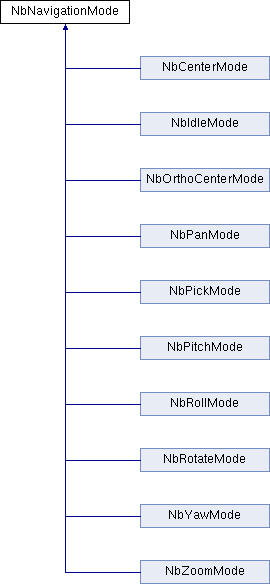 NbNavigationMode
NbCenterMode
NbIdleMode
NbOrthoCenterMode
NbPanMode
NbPickMode
NbPitchMode
NbRollMode
NbRotateMode
NbYawMode
NbZoomMode